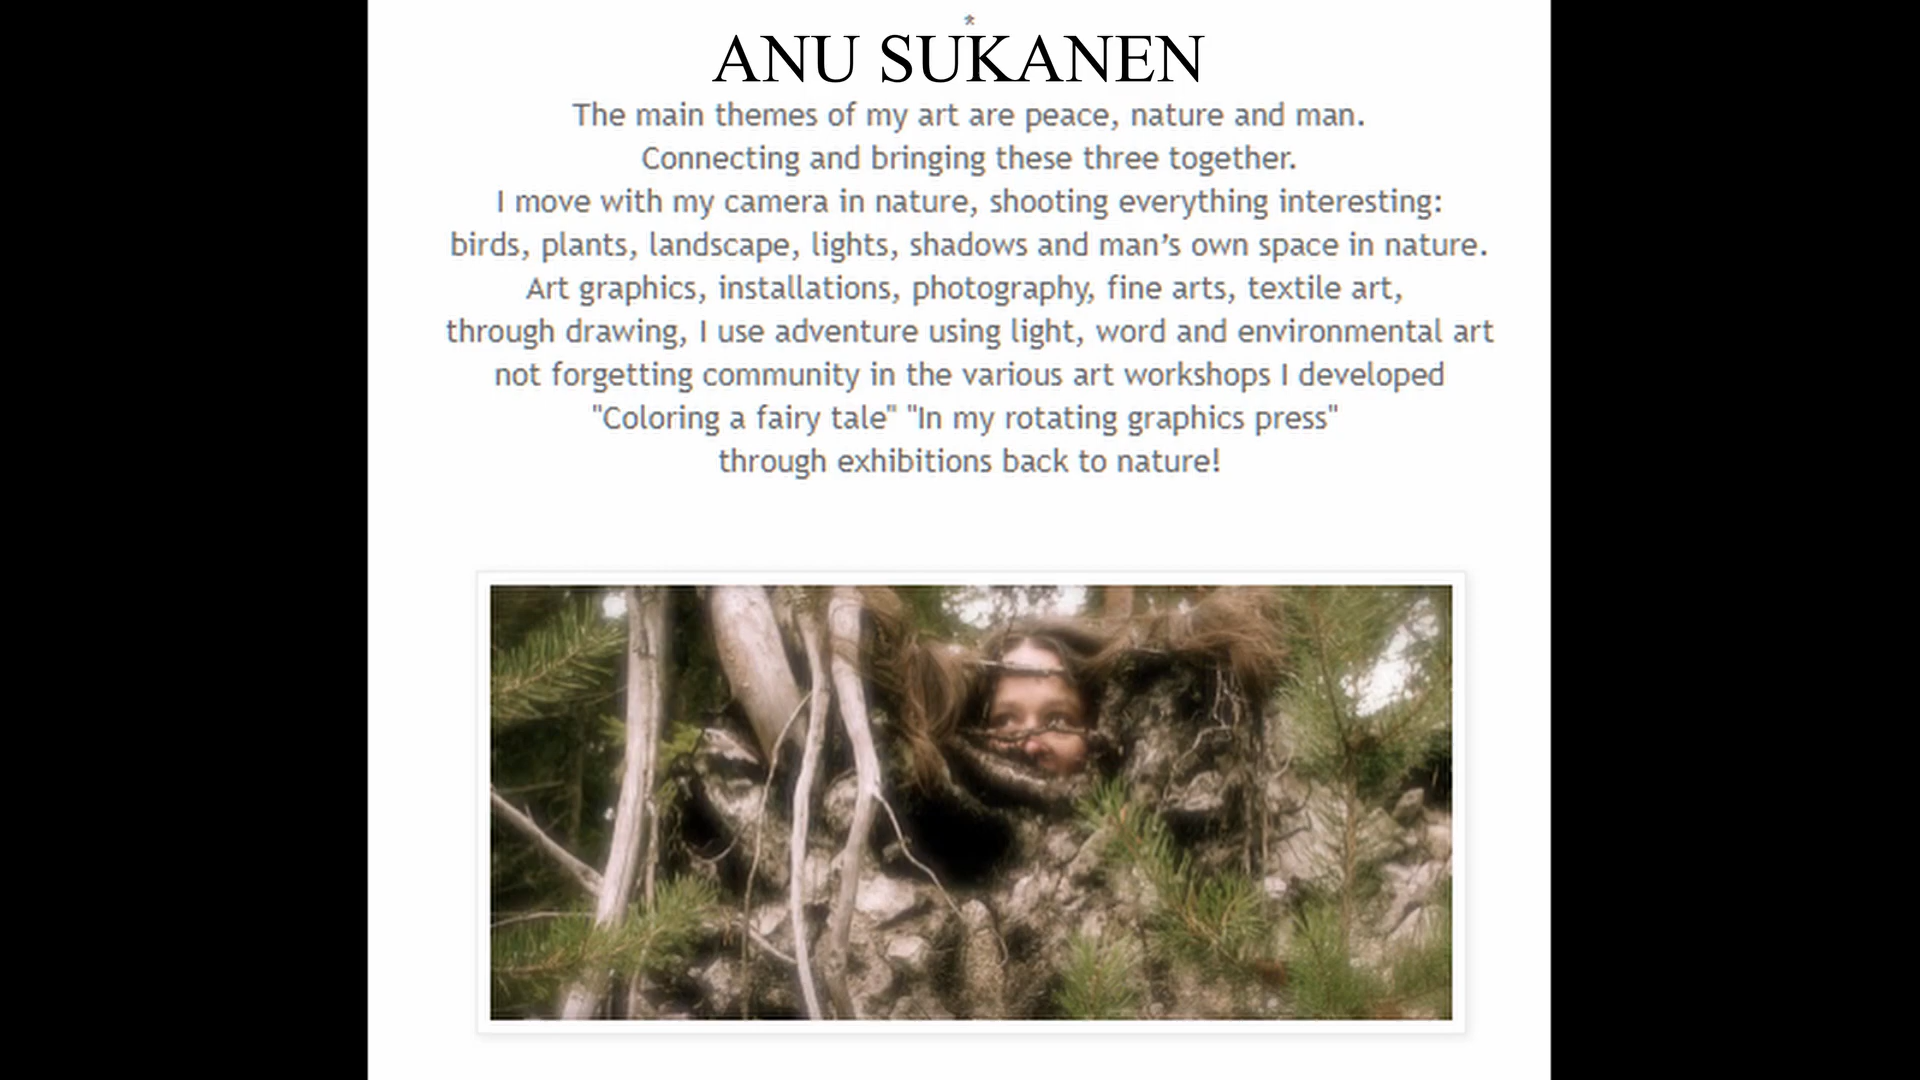 *
ANU SUKANEN
The main themes of my art are peace, nature and man.
Connecting and bringing these three together.
I move with my camera in nature, shooting everything interesting:
birds, plants, landscape, lights, shadows and man’s own space in nature.
Art graphics, installations, photography, fine arts, textile art,
through drawing, I use adventure using light, word and environmental art
not forgetting community in the various art workshops I developed
"Coloring a fairy tale" "In my rotating graphics press"
through exhibitions back to nature!